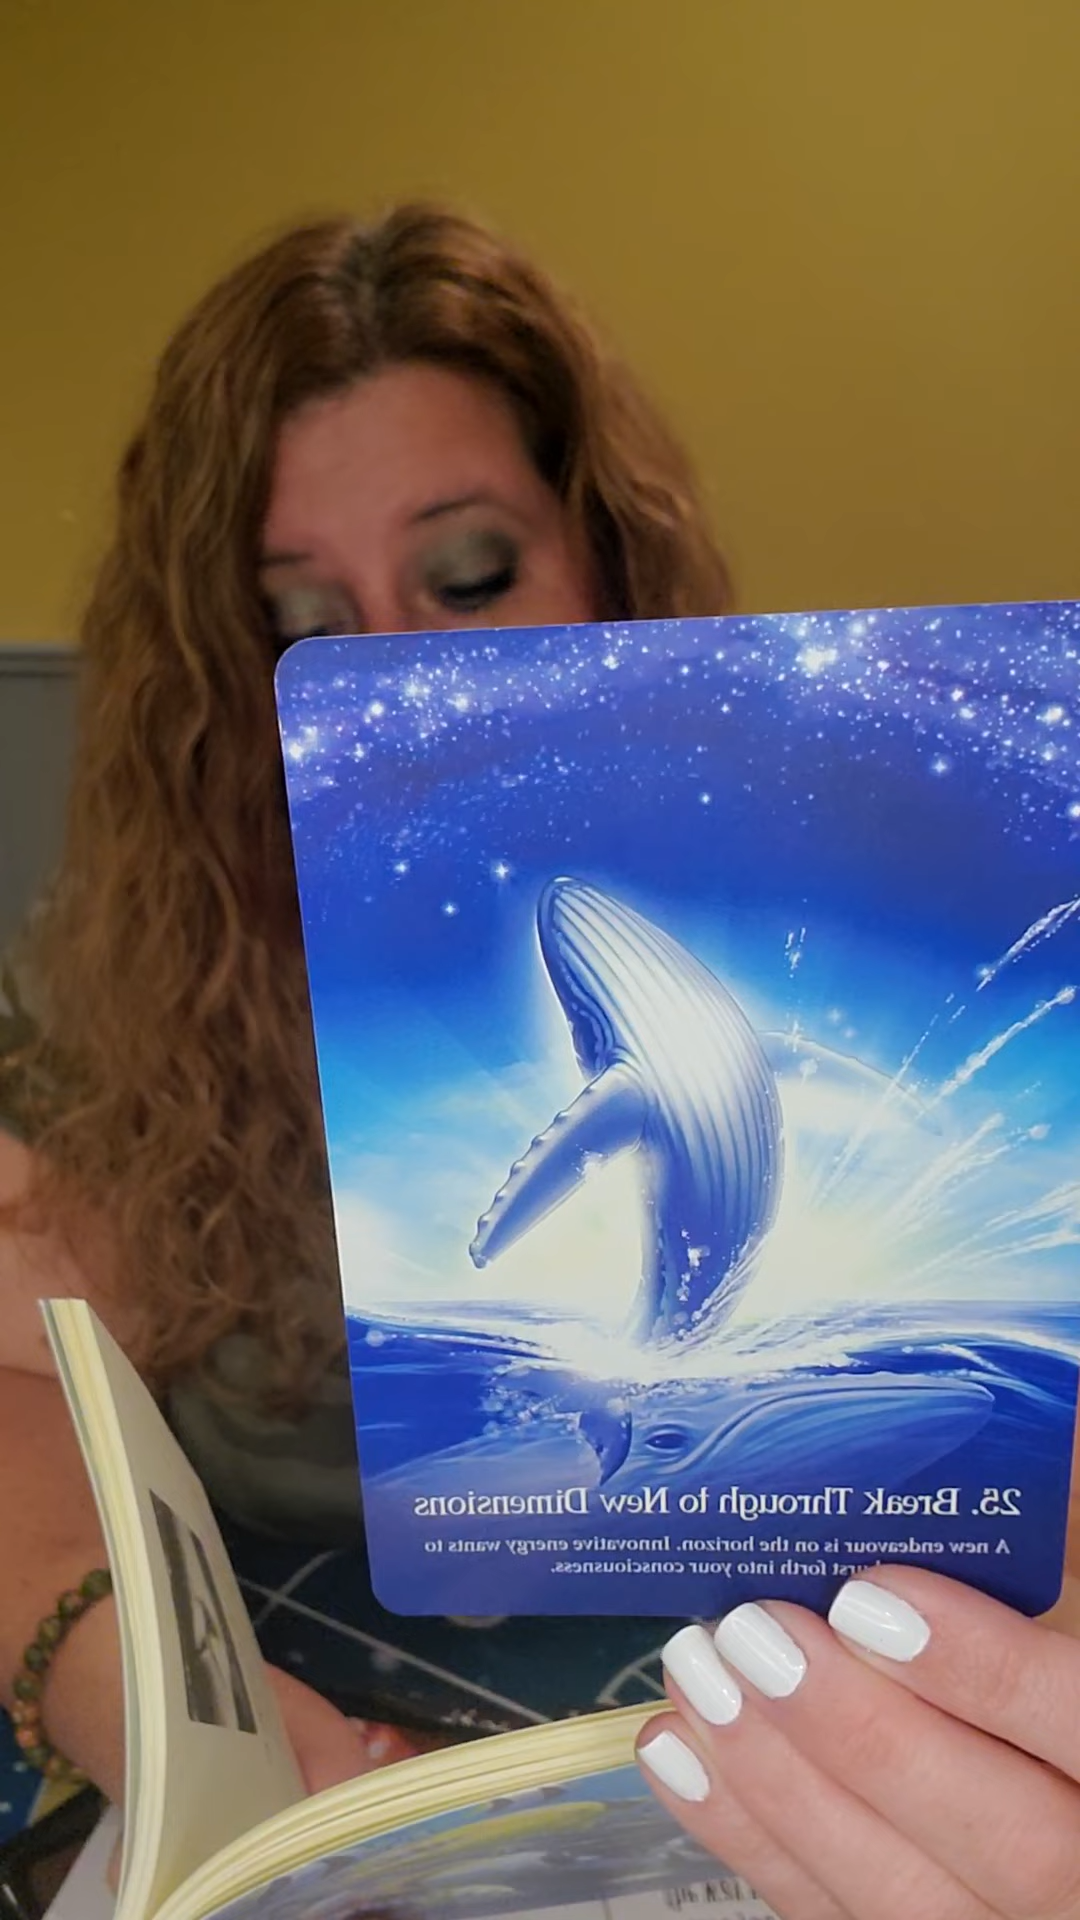 25. Break Through to New Dimensions
A new endeavour is on the horizon. Innovative energy wants to
forth into your consciousness.